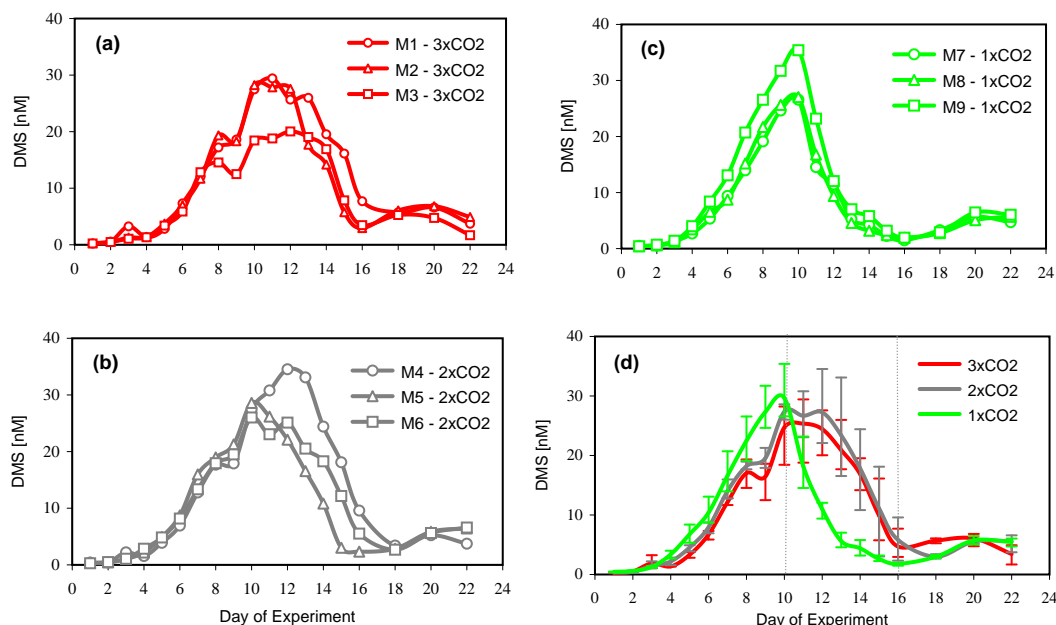 (a)
M1 - 3xCO2
M2 - 3xCO2
M3 - 3xCO2
DMS [nM]
40
30
20
10
0
0 2 4 6 8 10 12 14 16 18 20 22 24
(c)
M7 - 1xCO2
M8 - 1xCO2
M9 - 1xCO2
DMS [nM]
40
30
20
10
0
0 2 4 6 8 10 12 14 16 18 20 22 24
(b)
M4 - 2xCO2
M5 - 2xCO2
M6 - 2xCO2
DMS [nM]
40
30
20
10
0
0 2 4 6 8 10 12 14 16 18 20 22 24
Day of Experiment
(d)
3xCO2
2xCO2
1xCO2
DMS [nM]
40
30
20
10
0
0 2 4 6 8 10 12 14 16 18 20 22 24
Day of Experiment